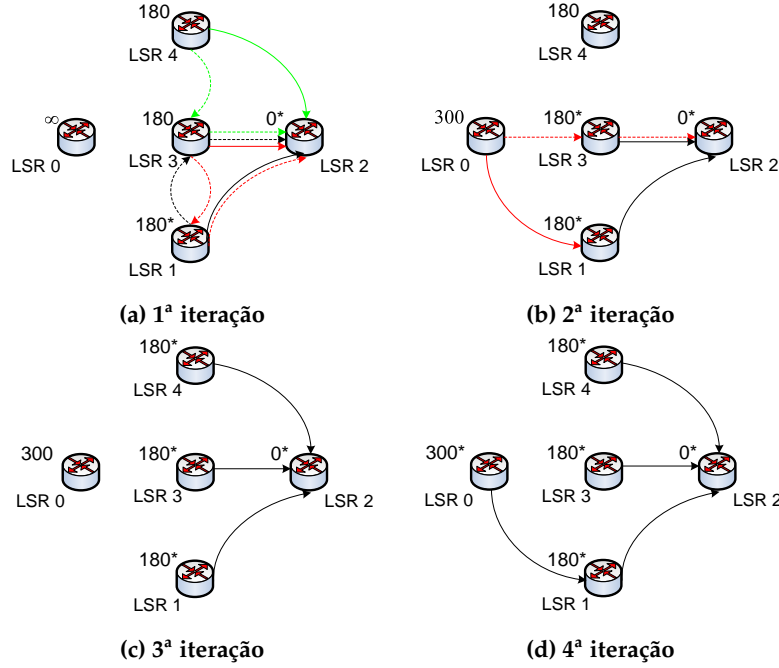 180
LSR 4
∞
LSR 0
180
LSR 3
0*
LSR 2
180*
LSR 1
(a) 1ª iteração
180
LSR 4
300
LSR 0
180*
LSR 3
0*
LSR 2
180*
LSR 1
(b) 2ª iteração
180*
LSR 4
300
LSR 0
180*
LSR 3
0*
LSR 2
180*
LSR 1
(c) 3ª iteração
180*
LSR 4
300*
LSR 0
180*
LSR 3
0*
LSR 2
180*
LSR 1
(d) 4ª iteração